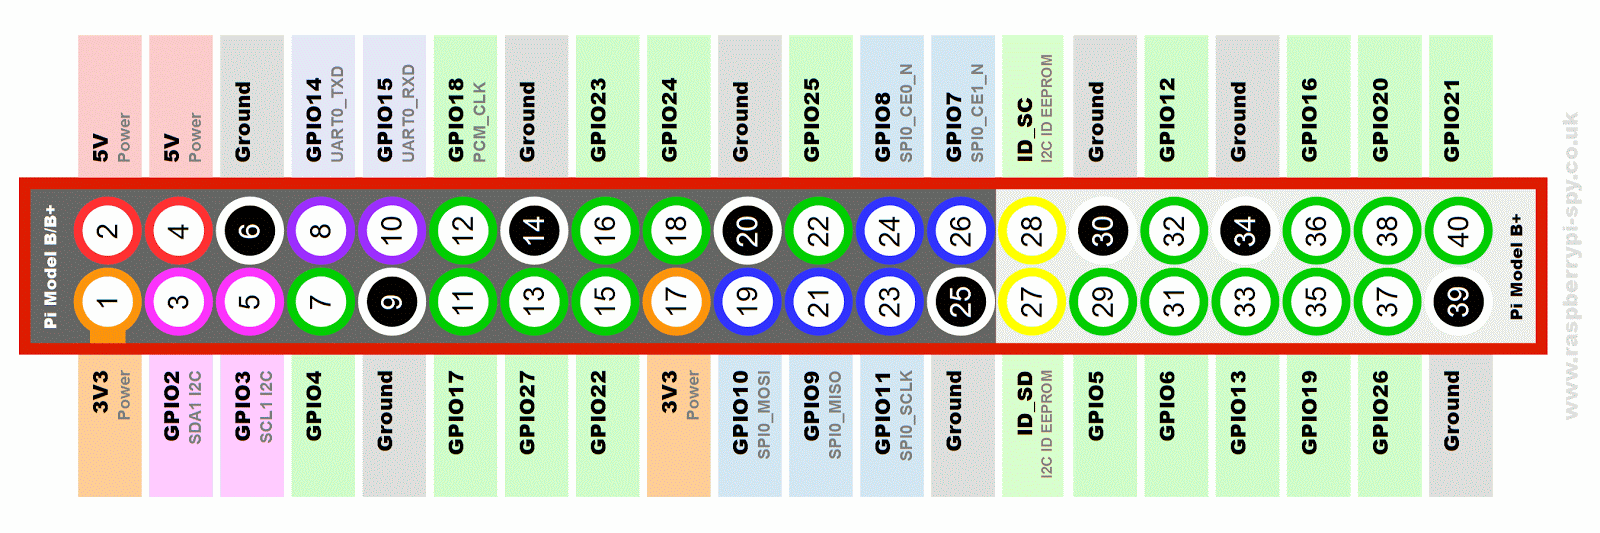 5V
Power
5V
Power
Ground
GPIO14
UART0_TXD
GPIO15
UART0_RXD
GPIO18
PCM_CLK
Ground
GPIO23
GPIO24
Ground
GPIO25
GPIO8
SPI0_CE0_N
GPIO7
SPI0_CE1_N
ID_SC
I2C ID EEPROM
Ground
GPIO12
Ground
GPIO16
GPIO20
GPIO21
Pi Model B/B+
2
4
6
8
10
12
14
16
18
20
22
24
26
28
30
32
34
36
38
40
1
3
5
7
9
11
13
15
17
19
21
23
25
27
29
31
33
35
37
39
Pi Model B+
3V3
Power
GPIO2
SDA1 I2C
GPIO3
SCL1 I2C
GPIO4
Ground
GPIO17
GPIO27
GPIO22
3V3
Power
GPIO10
SPI0_MOSI
GPIO9
SPI0_MISO
GPIO11
SPI0_SCLK
Ground
ID_SD
I2C ID EEPROM
GPIO5
GPIO6
GPIO13
GPIO19
GPIO26
Ground
www.raspberrypi-spy.co.uk